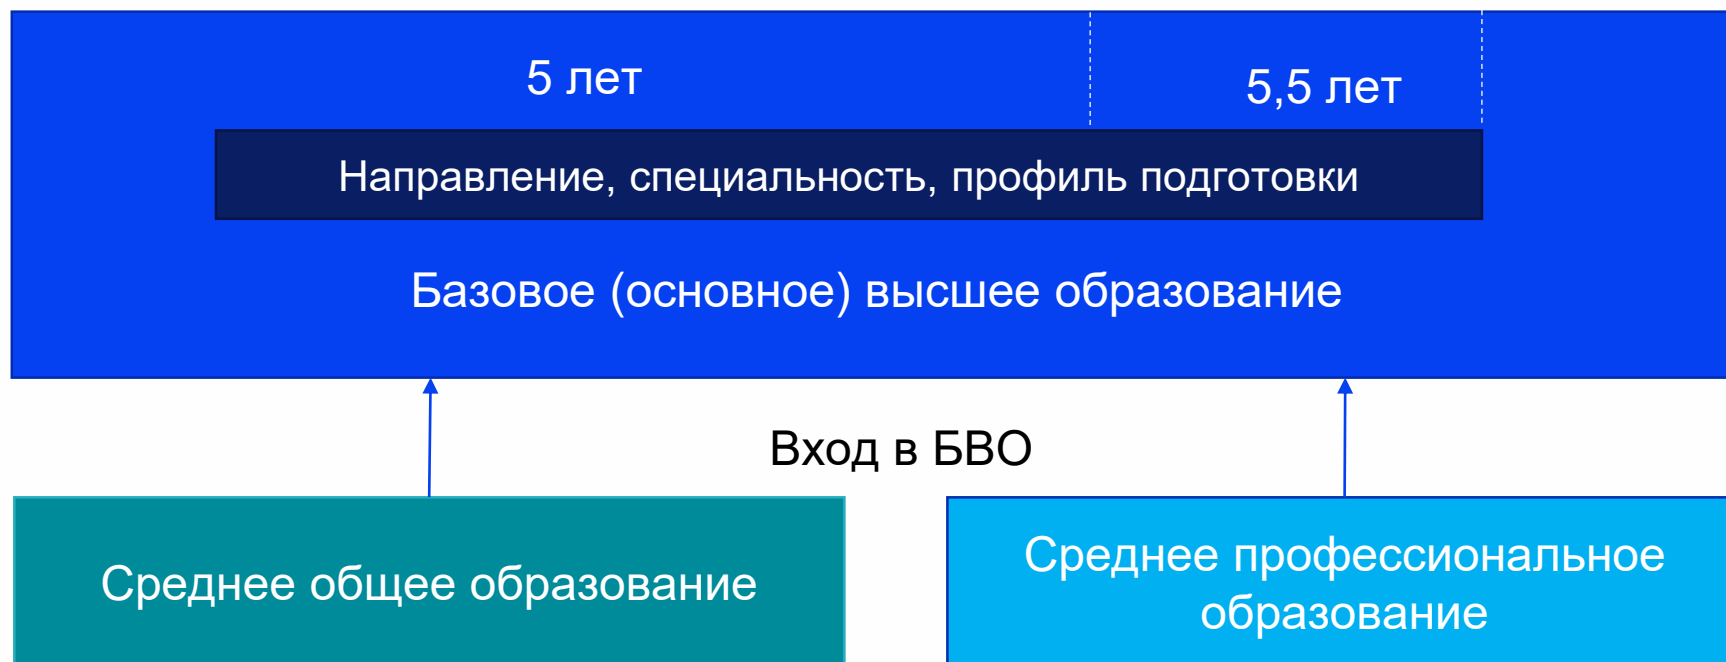 5 лет
5,5 лет
Направление, специальность, профиль подготовки
Базовое (основное) высшее образование
Вход в БВО
Среднее общее образование
Среднее профессиональное
образование